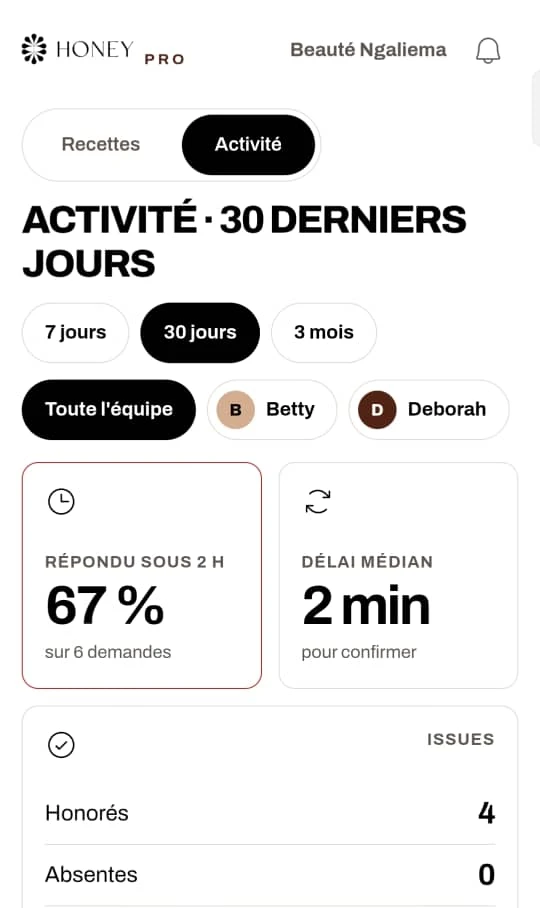 HONEY PRO
Beauté Ngaliema
Recettes
Activité
ACTIVITÉ · 30 DERNIERS
JOURS
7 jours
30 jours
3 mois
Toute l'équipe
B Betty
D Deborah
RÉPONDU SOUS 2 H
67 %
sur 6 demandes
DÉLAI MÉDIAN
2 min
pour confirmer
ISSUES
Honorés 4
Absentes 0